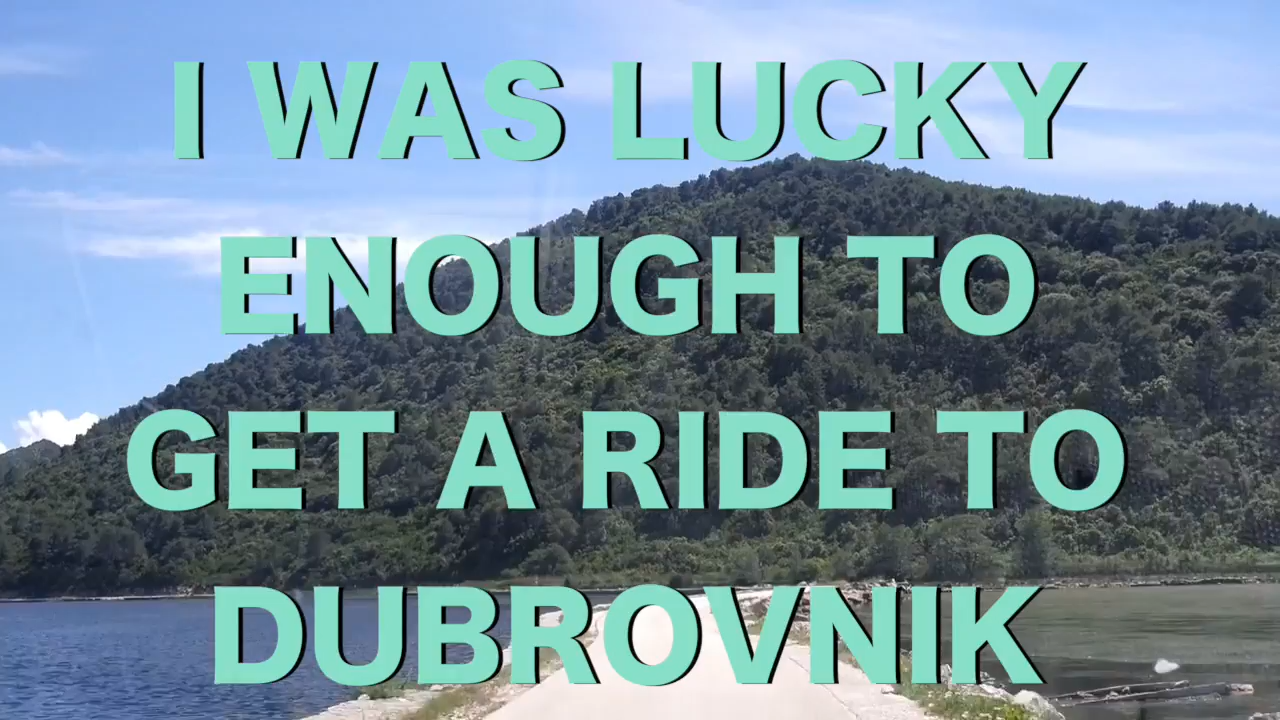 I WAS LUCKY
ENOUGH TO
GET A RIDE TO
DUBROVNIK